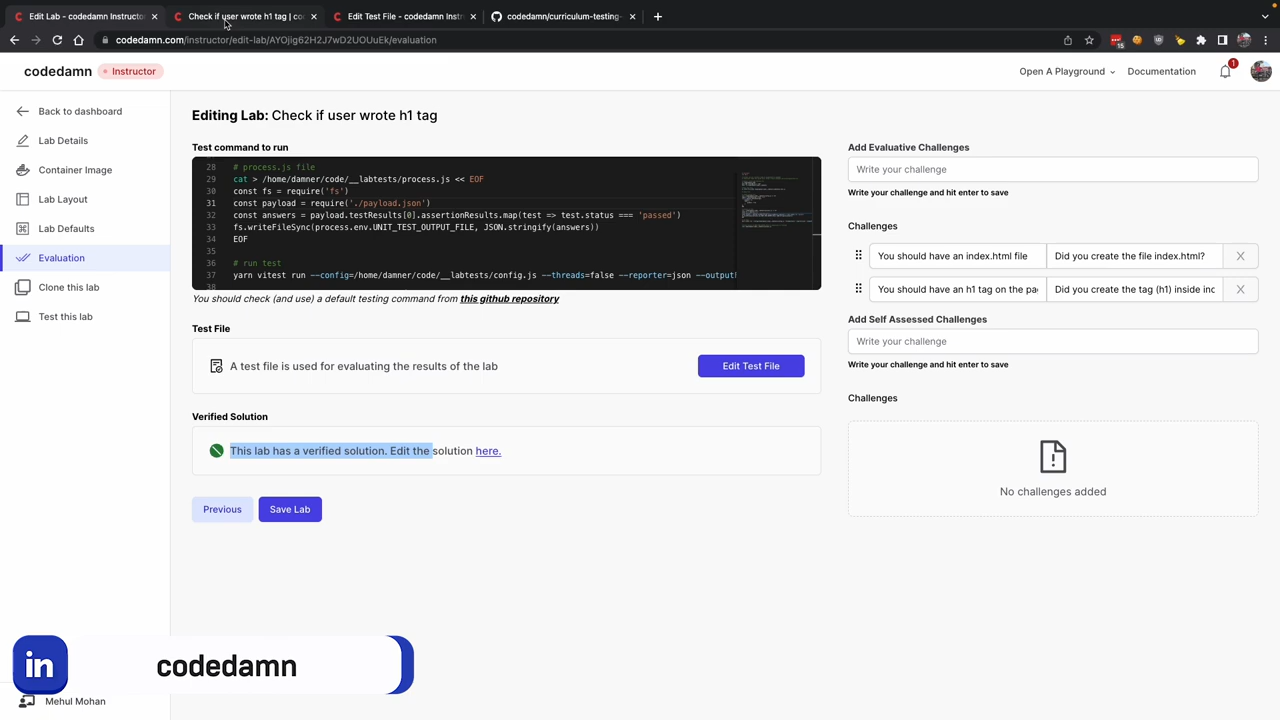 Edit Lab - codedamn Instructor
Check if user wrote h1 tag | co
Edit Test File - codedamn Instr
codedamn/curriculum-testing-
codedamn.com/instructor/edit-lab/AYOjig62H2J7wD2UOUuEk/evaluation
15
codedamn
Instructor
Open A Playground
Documentation
1
Back to dashboard
Lab Details
Container Image
Lab Layout
Lab Defaults
Evaluation
Clone this lab
Test this lab
Editing Lab: Check if user wrote h1 tag
Test command to run
28 # process.js file
29 cat > /home/damner/code/__labtests/process.js << EOF
30 const fs = require('fs')
31 const payload = require('./payload.json')
32 const answers = payload.testResults[0].assertionResults.map(test => test.status === 'passed')
33 fs.writeFileSync(process.env.UNIT_TEST_OUTPUT_FILE, JSON.stringify(answers))
34 EOF
35
36 # run test
37 yarn vitest run --config=/home/damner/code/__labtests/config.js --threads=false --reporter=json --output
38
You should check (and use) a default testing command from this github repository
Test File
A test file is used for evaluating the results of the lab
Edit Test File
Verified Solution
This lab has a verified solution. Edit the solution here.
Previous
Save Lab
Add Evaluative Challenges
Write your challenge
Write your challenge and hit enter to save
Challenges
You should have an index.html file
Did you create the file index.html?
X
You should have an h1 tag on the pa
Did you create the tag (h1) inside inc
X
Add Self Assessed Challenges
Write your challenge
Write your challenge and hit enter to save
Challenges
No challenges added
in
codedamn
Mehul Mohan